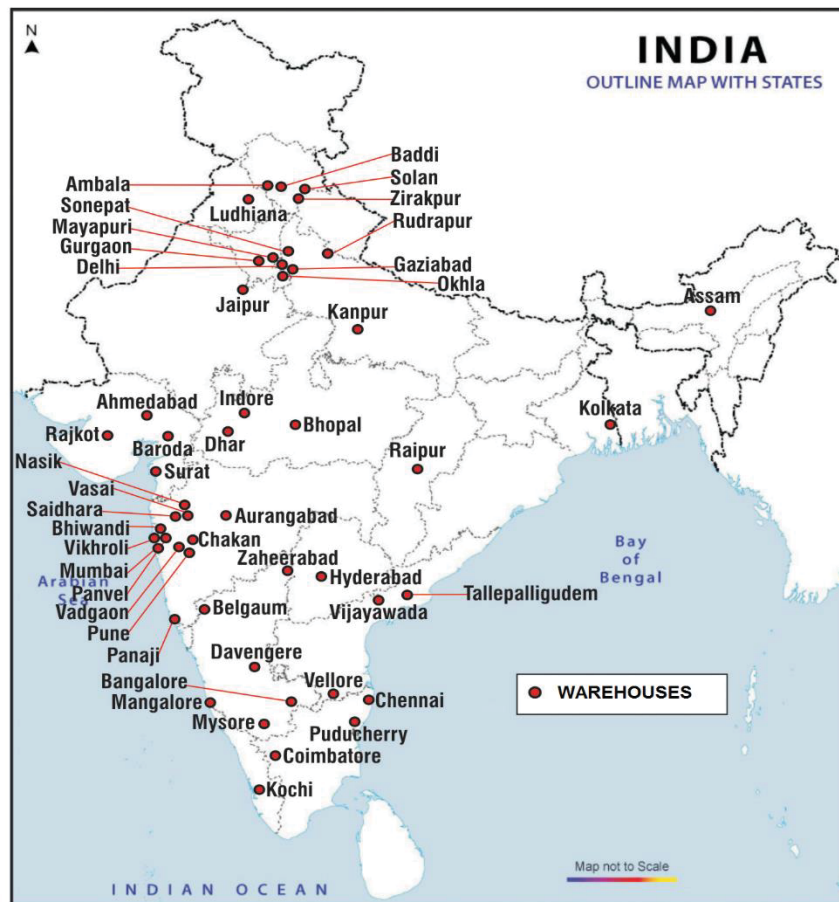 N
INDIA
OUTLINE MAP WITH STATES
Baddi
Ambala
Solan
Sonepat
Ludhiana
Zirakpur
Mayapuri
Rudrapur
Gurgaon
Delhi
Gaziabad
Okhla
Jaipur
Assam
Kanpur
Ahmedabad
Indore
Kolkata
Rajkot
Baroda
Dhar
Bhopal
Nasik
Surat
Raipur
Vasai
Saidhara
Aurangabad
Bhiwandi
Chakan
Vikhroli
Zaheerabad
Bay
of
Bengal
Mumbai
Arabian
Sea
Hyderabad
Panvel
Tallepalligudem
Vadgaon
Belgaum
Vijayawada
Pune
Panaji
Davengere
Bangalore
Vellore
WAREHOUSES
Mangalore
Chennai
Mysore
Puducherry
Coimbatore
Kochi
Map not to Scale
INDIAN OCEAN